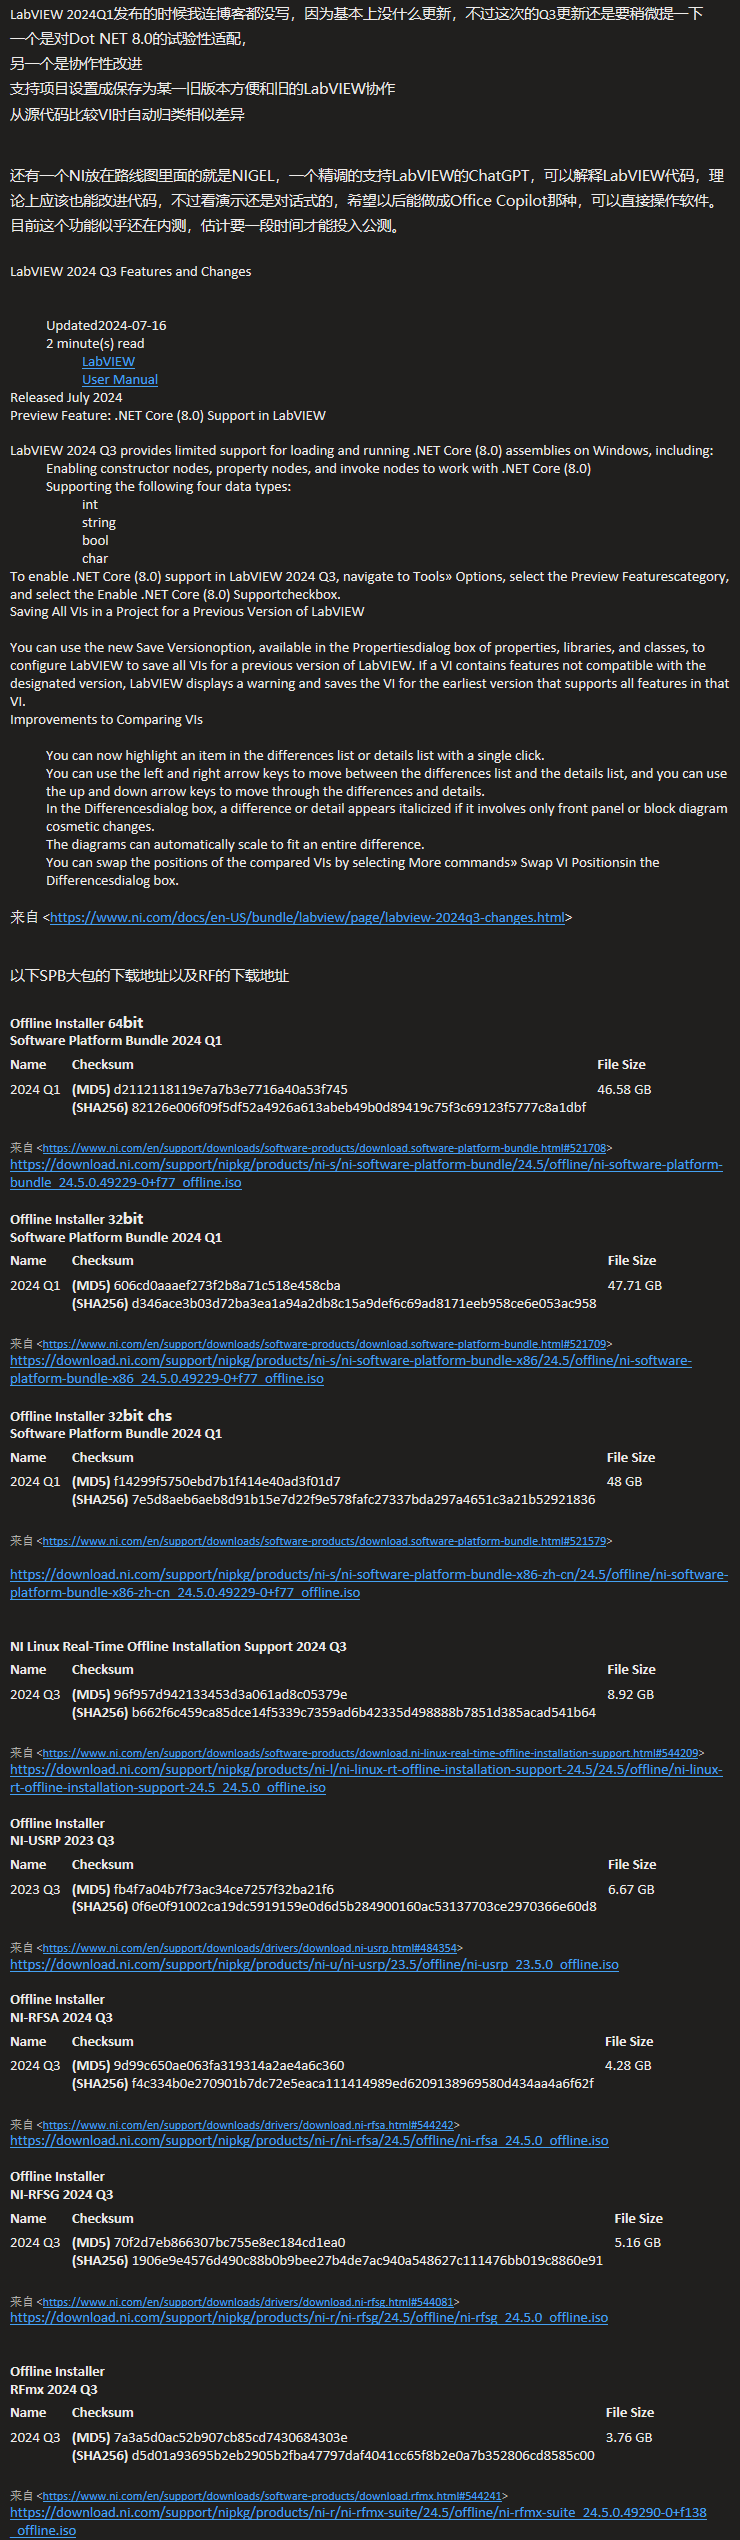 LabVIEW 2024Q1发布的时候我连博客都没写，因为基本上没什么更新，不过这次的Q3更新还是要稍微提一下
一个是对Dot NET 8.0的试验性适配，
另一个是协作性改进
支持项目设置成保存为某一旧版本方便和旧的LabVIEW协作
从源代码比较VI时自动归类相似差异
还有一个NI放在路线图里面的就是NIGEL，一个精调的支持LabVIEW的ChatGPT，可以解释LabVIEW代码，理
论上应该也能改进代码，不过看演示还是对话式的，希望以后能做成Office Copilot那种，可以直接操作软件。
目前这个功能似乎还在内测，估计要一段时间才能投入公测。
LabVIEW 2024 Q3 Features and Changes
Updated2024-07-16
2 minute(s) read
LabVIEW
User Manual
Released July 2024
Preview Feature: .NET Core (8.0) Support in LabVIEW
LabVIEW 2024 Q3 provides limited support for loading and running .NET Core (8.0) assemblies on Windows, including:
Enabling constructor nodes, property nodes, and invoke nodes to work with .NET Core (8.0)
Supporting the following four data types:
int
string
bool
char
To enable .NET Core (8.0) support in LabVIEW 2024 Q3, navigate to Tools» Options, select the Preview Featurescategory,
and select the Enable .NET Core (8.0) Supportcheckbox.
Saving All VIs in a Project for a Previous Version of LabVIEW
You can use the new Save Versionoption, available in the Propertiesdialog box of properties, libraries, and classes, to
configure LabVIEW to save all VIs for a previous version of LabVIEW. If a VI contains features not compatible with the
designated version, LabVIEW displays a warning and saves the VI for the earliest version that supports all features in that
VI.
Improvements to Comparing VIs
You can now highlight an item in the differences list or details list with a single click.
You can use the left and right arrow keys to move between the differences list and the details list, and you can use
the up and down arrow keys to move through the differences and details.
In the Differencesdialog box, a difference or detail appears italicized if it involves only front panel or block diagram
cosmetic changes.
The diagrams can automatically scale to fit an entire difference.
You can swap the positions of the compared VIs by selecting More commands» Swap VI Positionsin the
Differencesdialog box.
来自 <https://www.ni.com/docs/en-US/bundle/labview/page/labview-2024q3-changes.html>
以下SPB大包的下载地址以及RF的下载地址
Offline Installer 64bit
Software Platform Bundle 2024 Q1
Name Checksum File Size
2024 Q1 (MD5) d2112118119e7a7b3e7716a40a53f745 46.58 GB
(SHA256) 82126e006f09f5df52a4926a613abeb49b0d89419c75f3c69123f5777c8a1dbf
来自 <https://www.ni.com/en/support/downloads/software-products/download.software-platform-bundle.html#521708>
https://download.ni.com/support/nipkg/products/ni-s/ni-software-platform-bundle/24.5/offline/ni-software-platform-
bundle_24.5.0.49229-0+f77_offline.iso
Offline Installer 32bit
Software Platform Bundle 2024 Q1
Name Checksum File Size
2024 Q1 (MD5) 606cd0aaaef273f2b8a71c518e458cba 47.71 GB
(SHA256) d346ace3b03d72ba3ea1a94a2db8c15a9def6c69ad8171eeb958ce6e053ac958
来自 <https://www.ni.com/en/support/downloads/software-products/download.software-platform-bundle.html#521709>
https://download.ni.com/support/nipkg/products/ni-s/ni-software-platform-bundle-x86/24.5/offline/ni-software-
platform-bundle-x86_24.5.0.49229-0+f77_offline.iso
Offline Installer 32bit chs
Software Platform Bundle 2024 Q1
Name Checksum File Size
2024 Q1 (MD5) f14299f5750ebd7b1f414e40ad3f01d7 48 GB
(SHA256) 7e5d8aeb6aeb8d91b15e7d22f9e578fafc27337bda297a4651c3a21b52921836
来自 <https://www.ni.com/en/support/downloads/software-products/download.software-platform-bundle.html#521579>
https://download.ni.com/support/nipkg/products/ni-s/ni-software-platform-bundle-x86-zh-cn/24.5/offline/ni-software-
platform-bundle-x86-zh-cn_24.5.0.49229-0+f77_offline.iso
NI Linux Real-Time Offline Installation Support 2024 Q3
Name Checksum File Size
2024 Q3 (MD5) 96f957d942133453d3a061ad8c05379e 8.92 GB
(SHA256) b662f6c459ca85dce14f5339c7359ad6b42335d498888b7851d385acad541b64
来自 <https://www.ni.com/en/support/downloads/software-products/download.ni-linux-real-time-offline-installation-support.html#544209>
https://download.ni.com/support/nipkg/products/ni-l/ni-linux-rt-offline-installation-support-24.5/24.5/offline/ni-linux-
rt-offline-installation-support-24.5_24.5.0_offline.iso
Offline Installer
NI-USRP 2023 Q3
Name Checksum File Size
2023 Q3 (MD5) fb4f7a04b7f73ac34ce7257f32ba21f6 6.67 GB
(SHA256) 0f6e0f91002ca19dc5919159e0d6d5b284900160ac53137703ce2970366e60d8
来自 <https://www.ni.com/en/support/downloads/drivers/download.ni-usrp.html#484354>
https://download.ni.com/support/nipkg/products/ni-u/ni-usrp/23.5/offline/ni-usrp_23.5.0_offline.iso
Offline Installer
NI-RFSA 2024 Q3
Name Checksum File Size
2024 Q3 (MD5) 9d99c650ae063fa319314a2ae4a6c360 4.28 GB
(SHA256) f4c334b0e270901b7dc72e5eaca111414989ed6209138969580d434aa4a6f62f
来自 <https://www.ni.com/en/support/downloads/drivers/download.ni-rfsa.html#544242>
https://download.ni.com/support/nipkg/products/ni-r/ni-rfsa/24.5/offline/ni-rfsa_24.5.0_offline.iso
Offline Installer
NI-RFSG 2024 Q3
Name Checksum File Size
2024 Q3 (MD5) 70f2d7eb866307bc755e8ec184cd1ea0 5.16 GB
(SHA256) 1906e9e4576d490c88b0b9bee27b4de7ac940a548627c111476bb019c8860e91
来自 <https://www.ni.com/en/support/downloads/drivers/download.ni-rfsg.html#544081>
https://download.ni.com/support/nipkg/products/ni-r/ni-rfsg/24.5/offline/ni-rfsg_24.5.0_offline.iso
Offline Installer
RFmx 2024 Q3
Name Checksum File Size
2024 Q3 (MD5) 7a3a5d0ac52b907cb85cd7430684303e 3.76 GB
(SHA256) d5d01a93695b2eb2905b2fba47797daf4041cc65f8b2e0a7b352806cd8585c00
来自 <https://www.ni.com/en/support/downloads/software-products/download.rfmx.html#544241>
https://download.ni.com/support/nipkg/products/ni-r/ni-rfmx-suite/24.5/offline/ni-rfmx-suite_24.5.0.49290-0+f138
_offline.iso